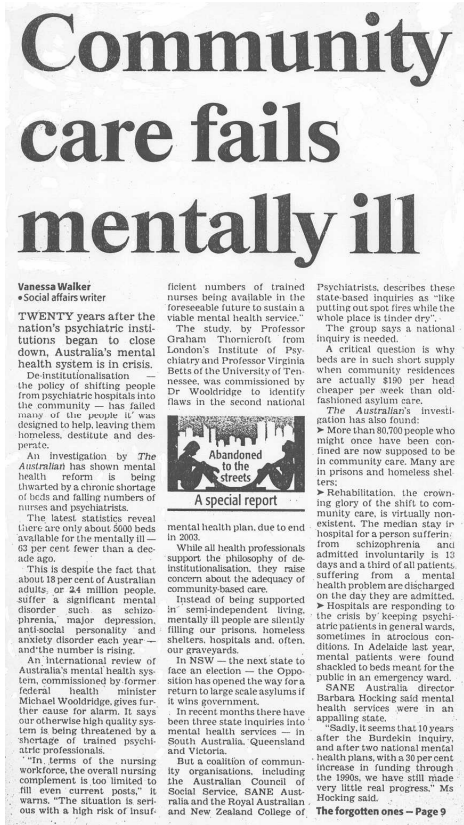 Community
care fails
mentally ill
Vanessa Walker
• Social affairs writer
TWENTY years after the
nation's psychiatric insti-
tutions began to close
down, Australia's mental
health system is in crisis.
De-institutionalisation —
the policy of shifting people
from psychiatric hospitals into
the community — has failed
many of the people it was
designed to help, leaving them
homeless, destitute and des-
perate.
An investigation by The
Australian has shown mental
health reform is being
thwarted by a chronic shortage
of beds and falling numbers of
nurses and psychiatrists.
The latest statistics reveal
there are only about 5600 beds
available for the mentally ill —
63 per cent fewer than a dec-
ade ago.
This is despite the fact that
about 18 per cent of Australian
adults, or 2.4 million people,
suffer a significant mental
disorder such as schizo-
phrenia, major depression,
anti-social personality and
anxiety disorder each year —
and the number is rising.
An international review of
Australia's mental health sys-
tem, commissioned by former
federal health minister
Michael Wooldridge, gives fur-
ther cause for alarm. It says
our otherwise high quality sys-
tem is being threatened by a
shortage of trained psychi-
atric professionals.
"In terms of the nursing
workforce, the overall nursing
complement is too limited to
fill even current posts," it
warns. "The situation is seri-
ous with a high risk of insuf-
ficient numbers of trained
nurses being available in the
foreseeable future to sustain a
viable mental health service."
The study, by Professor
Graham Thornicroft from
London's Institute of Psy-
chiatry and Professor Virginia
Betts of the University of Ten-
nessee, was commissioned by
Dr Wooldridge to identify
flaws in the second national
Abandoned
to the
streets
A special report
mental health plan, due to end
in 2003.
While all health professionals
support the philosophy of de-
institutionalisation, they raise
concern about the adequacy of
community-based care.
Instead of being supported
in semi-independent living,
mentally ill people are silently
filling our prisons, homeless
shelters, hospitals and, often,
our graveyards.
In NSW — the next state to
face an election — the Oppo-
sition has opened the way for a
return to large scale asylums if
it wins government.
In recent months there have
been three state inquiries into
mental health services — in
South Australia, Queensland
and Victoria.
But a coalition of commun-
ity organisations, including
the Australian Council of
Social Service, SANE Aust-
ralia and the Royal Australian
and New Zealand College of
Psychiatrists, describes these
state-based inquiries as "like
putting out spot fires while the
whole place is tinder dry".
The group says a national
inquiry is needed.
A critical question is why
beds are in such short supply
when community residences
are actually $190 per head
cheaper per week than old-
fashioned asylum care.
The Australian's investi-
gation has also found:
➤ More than 80,700 people who
might once have been con-
fined are now supposed to be
in community care. Many are
in prisons and homeless shel-
ters;
➤ Rehabilitation, the crown-
ing glory of the shift to com-
munity care, is virtually non-
existent. The median stay in
hospital for a person sufferin
from schizophrenia and
admitted involuntarily is 13
days and a third of all patients
suffering from a mental
health problem are discharged
on the day they are admitted.
➤ Hospitals are responding to
the crisis by keeping psychi-
atric patients in general wards,
sometimes in atrocious con-
ditions. In Adelaide last year,
mental patients were found
shackled to beds meant for the
public in an emergency ward.
SANE Australia director
Barbara Hocking said mental
health services were in an
appalling state.
"Sadly, it seems that 10 years
after the Burdekin inquiry,
and after two national mental
health plans, with a 30 per cent
increase in funding through
the 1990s, we have still made
very little real progress," Ms
Hocking said.
The forgotten ones — Page 9